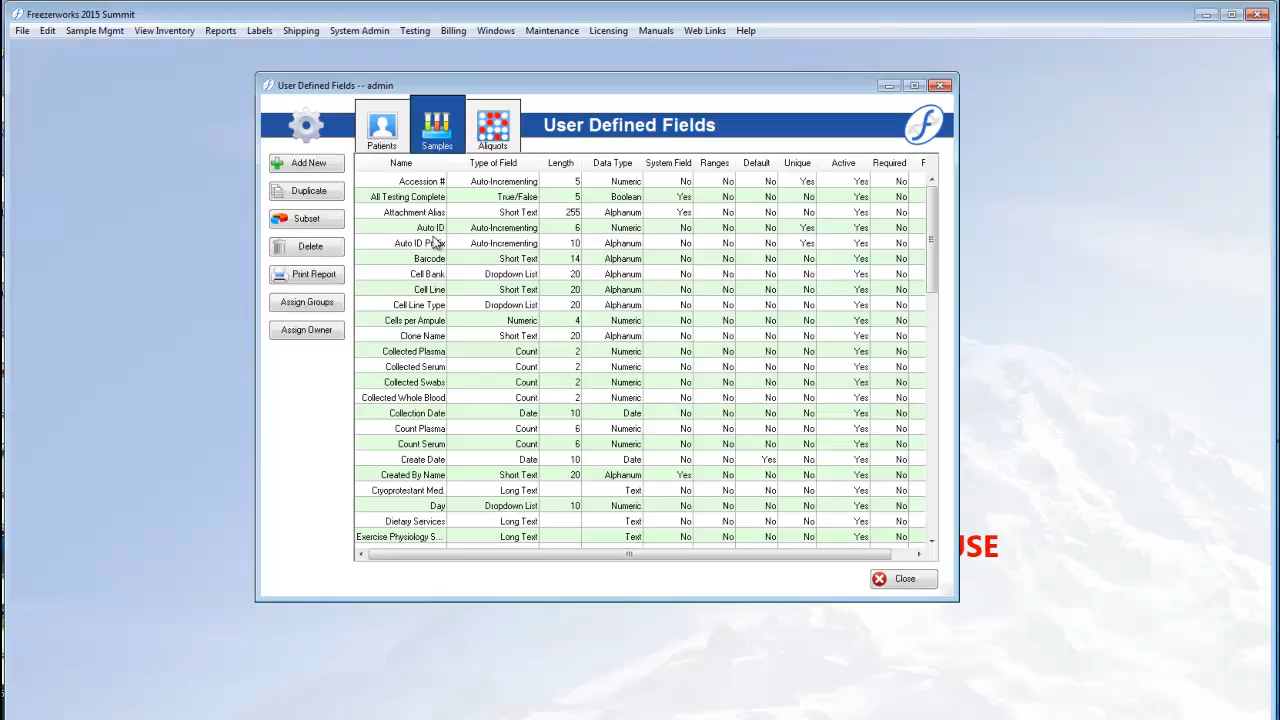 Freezerworks 2015 Summit
File Edit Sample Mgmt View Inventory Reports Labels Shipping System Admin Testing Billing Windows Maintenance Licensing Manuals Web Links Help
User Defined Fields -- admin
Patients Samples Aliquots User Defined Fields
Add New
Duplicate
Subset
Delete
Print Report
Assign Groups
Assign Owner
Name Type of Field Length Data Type System Field Ranges Default Unique Active Required F
Accession # Auto-Incrementing 5 Numeric No No No Yes Yes No
All Testing Complete True/False 5 Boolean Yes No No No Yes No
Attachment Alias Short Text 255 Alphanum Yes No No No Yes No
Auto ID Auto-Incrementing 6 Numeric No No No Yes Yes No
Auto ID Auto-Incrementing 10 Alphanum No No No Yes Yes No
Barcode Short Text 14 Alphanum No No No No Yes No
Cell Bank Dropdown List 20 Alphanum No No No No Yes No
Cell Line Short Text 20 Alphanum No No No No Yes No
Cell Line Type Dropdown List 20 Alphanum No No No No Yes No
Cells per Ampule Numeric 4 Numeric No No No No Yes No
Clone Name Short Text 20 Alphanum No No No No Yes No
Collected Plasma Count 2 Numeric No No No No Yes No
Collected Serum Count 2 Numeric No No No No Yes No
Collected Swabs Count 2 Numeric No No No No Yes No
Collected Whole Blood Count 2 Numeric No No No No Yes No
Collection Date Date 10 Date No No No No Yes No
Count Plasma Count 6 Numeric No No No No Yes No
Count Serum Count 6 Numeric No No No No Yes No
Create Date Date 10 Date No No Yes No Yes No
Created By Name Short Text 20 Alphanum Yes No No No Yes No
Cryoprotestant Med. Long Text Text No No No No Yes No
Day Dropdown List 10 Numeric No No No No Yes No
Dietary Services Long Text Text No No No No Yes No
Exercise Physiology S... Long Text Text No No No No Yes No
USE
Close